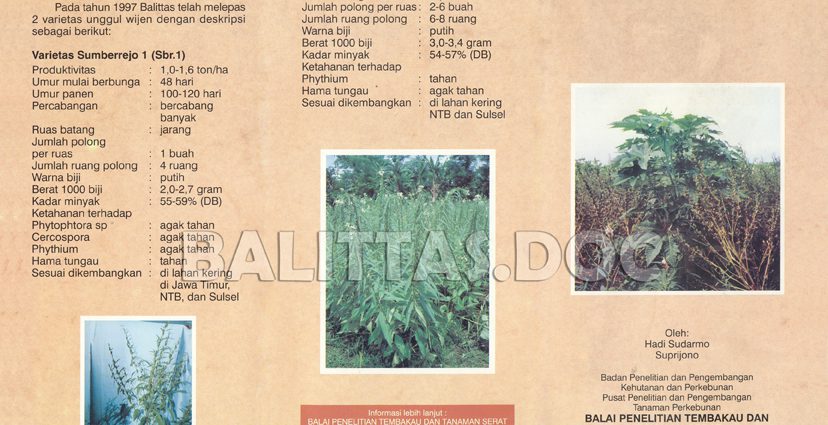 Pada tahun 1997 Balittas telah melepas
2 varietas unggul wijen dengan deskripsi
sebagai berikut:
Varietas Sumberrejo 1 (Sbr.1)
Produktivitas : 1,0-1,6 ton/ha
Umur mulai berbunga : 48 hari
Umur panen : 100-120 hari
Percabangan : bercabang
banyak
Ruas batang : jarang
Jumlah polong
per ruas : 1 buah
Jumlah ruang polong : 4 ruang
Warna biji : putih
Berat 1000 biji : 2,0-2,7 gram
Kadar minyak : 55-59% (DB)
Ketahanan terhadap
Phytophtora sp : agak tahan
Cercospora : agak tahan
Phythium : agak tahan
Hama tungau : tahan
Sesuai dikembangkan : di lahan kering
di Jawa Timur,
NTB, dan Sulsel
Jumlah polong per ruas : 2-6 buah
Jumlah ruang polong : 6-8 ruang
Warna biji : putih
Berat 1000 biji : 3,0-3,4 gram
Kadar minyak : 54-57% (DB)
Ketahanan terhadap
Phythium : tahan
Hama tungau : agak tahan
Sesuai dikembangkan : di lahan kering
NTB dan Sulsel
BALITTAS.DOC
Informasi lebih lanjut :
BALAI PENELITIAN TEMBAKAU DAN TANAMAN SERAT
Oleh:
Hadi Sudarmo
Suprijono
Badan Penelitian dan Pengembangan
Kehutanan dan Perkebunan
Pusat Penelitian dan Pengembangan
Tanaman Perkebunan
BALAI PENELITIAN TEMBAKAU DAN